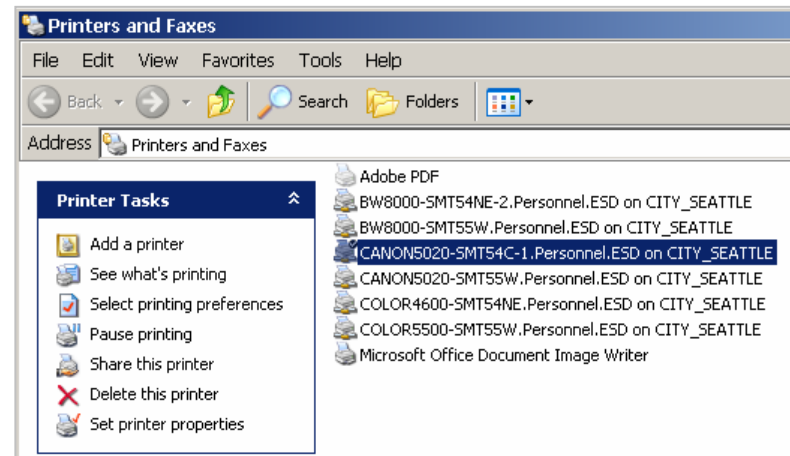 Printers and Faxes
File Edit View Favorites Tools Help
Back Search Folders
Address Printers and Faxes
Printer Tasks
Add a printer
See what's printing
Select printing preferences
Pause printing
Share this printer
Delete this printer
Set printer properties
Adobe PDF
BW8000-SMT54NE-2.Personnel.ESD on CITY_SEATTLE
BW8000-SMT55W.Personnel.ESD on CITY_SEATTLE
CANON5020-SMT54C-1.Personnel.ESD on CITY_SEATTLE
CANON5020-SMT55W.Personnel.ESD on CITY_SEATTLE
COLOR4600-SMT54NE.Personnel.ESD on CITY_SEATTLE
COLOR5500-SMT55W.Personnel.ESD on CITY_SEATTLE
Microsoft Office Document Image Writer